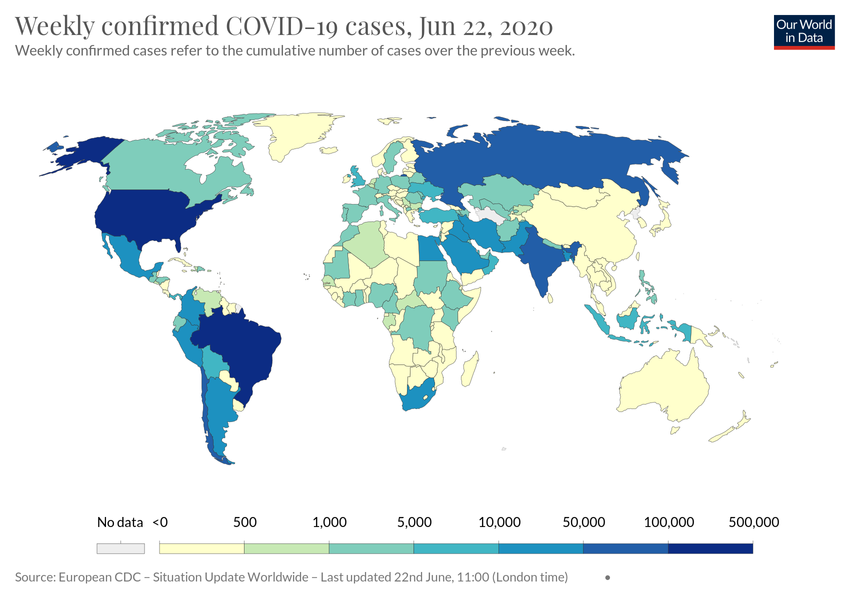 Weekly confirmed COVID-19 cases, Jun 22, 2020
Weekly confirmed cases refer to the cumulative number of cases over the previous week.
Our World
in Data
No data <0 500 1,000 5,000 10,000 50,000 100,000 500,000
Source: European CDC – Situation Update Worldwide – Last updated 22nd June, 11:00 (London time) •